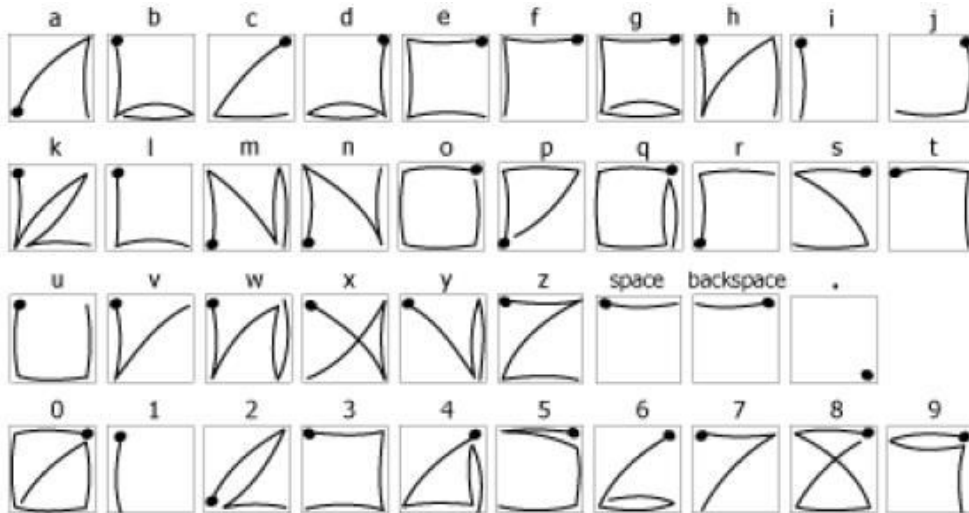 a b c d e f g h i j
k l m n o p q r s t
u v w x y z space backspace .
0 1 2 3 4 5 6 7 8 9